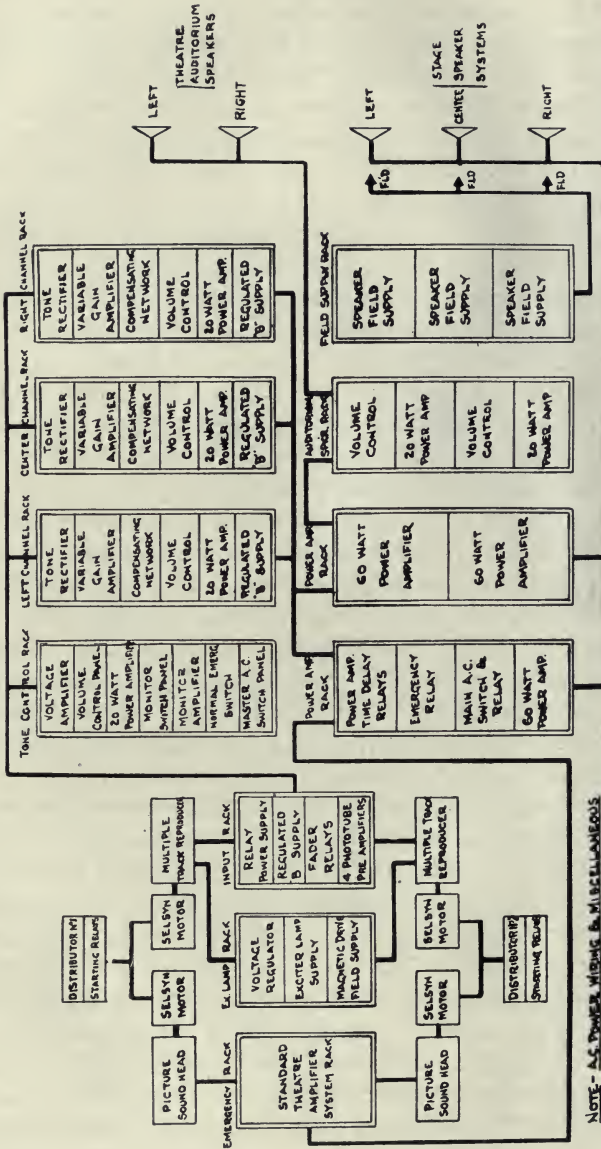 DISTRIBUTOR Nº1
STARTING RELAYS
PICTURE
SOUND HEAD
SELSYN
MOTOR
SELSYN
MOTOR
MULTIPLE
TRACK REPRODUCER
EMERGENCY RACK
STANDARD
THEATRE
AMPLIFIER
SYSTEM RACK
EX. LAMP RACK
VOLTAGE
REGULATOR
EXCITER LAMP
SUPPLY
MAGNETIC DRIVE
FIELD SUPPLY
INPUT RACK
RELAY
POWER SUPPLY
REGULATED
B SUPPLY
FADER
RELAYS
4 PHOTOTUBE
PRE AMPLIFIERS
PICTURE
SOUND HEAD
SELSYN
MOTOR
SELSYN
MOTOR
MULTIPLE TRACK
REPRODUCER
DISTRIBUTOR Nº2
STARTING RELAYS
NOTE - A.C. POWER WIRING & MISCELLANEOUS
TONE CONTROL RACK
VOLTAGE
AMPLIFIER
VOLUME
CONTROL PANEL
20 WATT
POWER AMPLIFIER
MONITOR
SWITCH PANEL
MONITOR
AMPLIFIER
NORMAL EMERG
SWITCH
MASTER A.C.
SWITCH PANEL
LEFT CHANNEL RACK
TONE
RECTIFIER
VARIABLE
GAIN
AMPLIFIER
COMPENSATING
NETWORK
VOLUME
CONTROL
20 WATT
POWER AMP.
REGULATED
"B" SUPPLY
CENTER CHANNEL RACK
TONE
RECTIFIER
VARIABLE
GAIN
AMPLIFIER
COMPENSATING
NETWORK
VOLUME
CONTROL
20 WATT
POWER AMP.
REGULATED
"B" SUPPLY
RIGHT CHANNEL RACK
TONE
RECTIFIER
VARIABLE
GAIN
AMPLIFIER
COMPENSATING
NETWORK
VOLUME
CONTROL
20 WATT
POWER AMP.
REGULATED
"B" SUPPLY
POWER AMP
RACK
POWER AMP.
TIME DELAY
RELAYS
EMERGENCY
RELAY
MAIN A.C.
SWITCH &
RELAY
60 WATT
POWER AMP.
POWER AMP
RACK
60 WATT
POWER
AMPLIFIER
60 WATT
POWER
AMPLIFIER
AUDITORIUM
SPK'R RACK
VOLUME
CONTROL
20 WATT
POWER AMP
VOLUME
CONTROL
20 WATT
POWER AMP
FIELD SUPPLY RACK
SPEAKER
FIELD
SUPPLY
SPEAKER
FIELD
SUPPLY
SPEAKER
FIELD
SUPPLY
LEFT
THEATRE
AUDITORIUM
SPEAKERS
RIGHT
FL'D
LEFT
FLD
CENTER
STAGE
SPEAKER
SYSTEMS
FLD
RIGHT